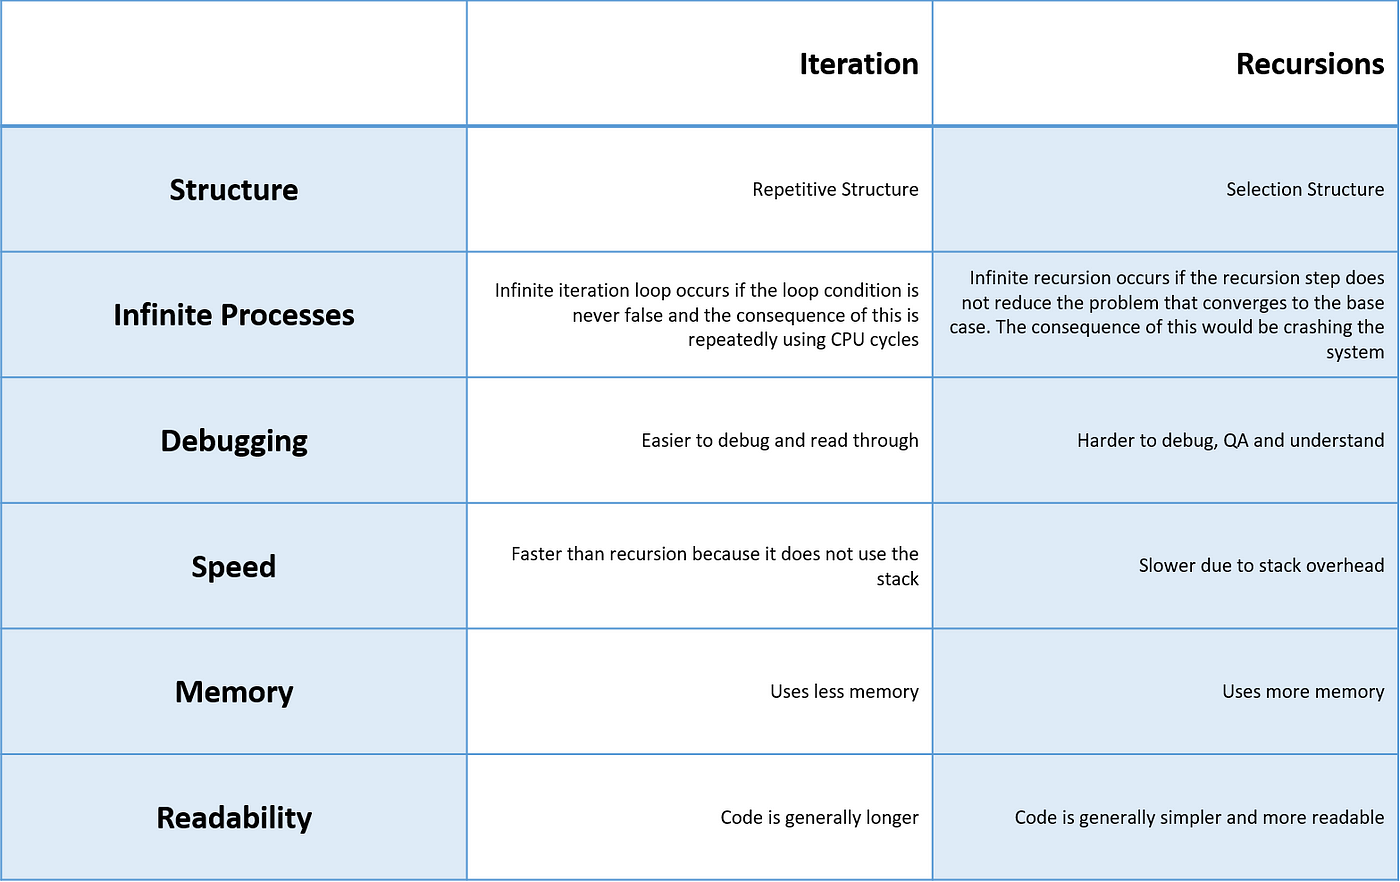 Iteration
Recursions
Structure
Repetitive Structure
Selection Structure
Infinite Processes
Infinite iteration loop occurs if the loop condition is
never false and the consequence of this is
repeatedly using CPU cycles
Infinite recursion occurs if the recursion step does
not reduce the problem that converges to the base
case. The consequence of this would be crashing the
system
Debugging
Easier to debug and read through
Harder to debug, QA and understand
Speed
Faster than recursion because it does not use the
stack
Slower due to stack overhead
Memory
Uses less memory
Uses more memory
Readability
Code is generally longer
Code is generally simpler and more readable